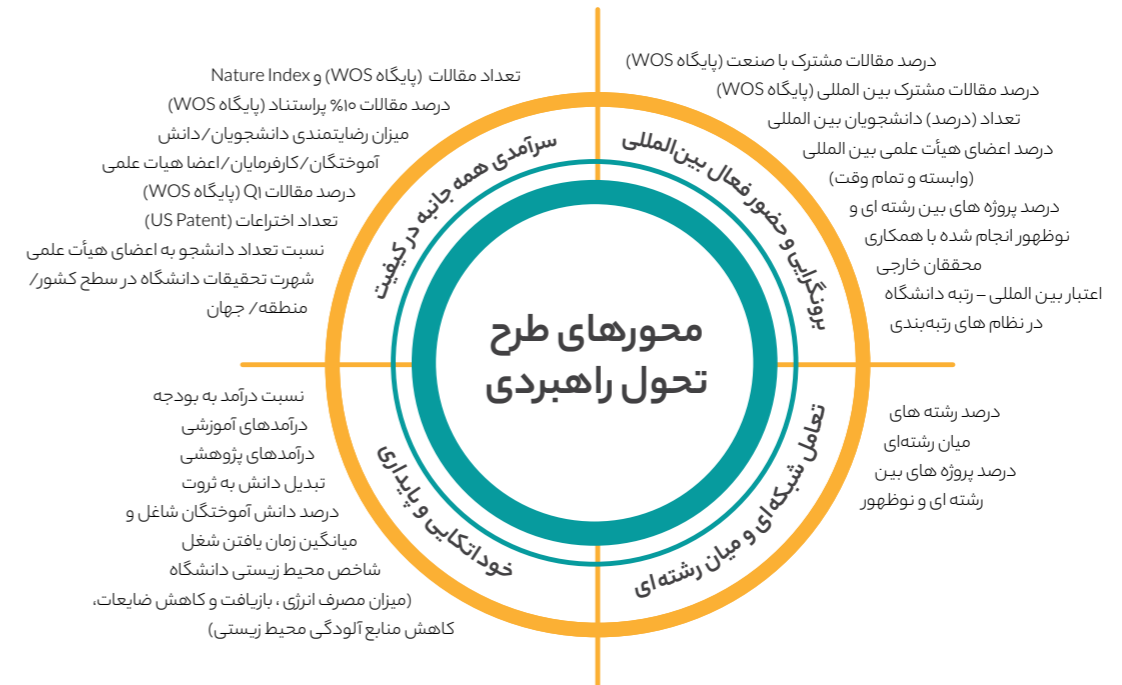 محورهای طرح
تحول راهبردی
برونگرایی و حضور فعال بین‌المللی
درصد مقالات مشترک با صنعت (پایگاه WOS)
درصد مقالات مشترک بین المللی (پایگاه WOS)
تعداد (درصد) دانشجویان بین المللی
درصد اعضای هیأت علمی بین المللی
(وابسته و تمام وقت)
درصد پروژه های بین رشته ای و
نوظهور انجام شده با همکاری
محققان خارجی
اعتبار بین المللی – رتبه دانشگاه
در نظام های رتبه‌بندی
سرآمدی همه جانبه در کیفیت
تعداد مقالات (پایگاه WOS) و Nature Index
درصد مقالات ۱۰% پراستناد (پایگاه WOS)
میزان رضایتمندی دانشجویان/دانش
آموختگان/کارفرمایان/اعضا هیات علمی
درصد مقالات Q1 (پایگاه WOS)
تعداد اختراعات (US Patent)
نسبت تعداد دانشجو به اعضای هیأت علمی
شهرت تحقیقات دانشگاه در سطح کشور/
منطقه/ جهان
تعامل شبکه‌ای و میان رشته‌ای
درصد رشته های
میان رشته‌ای
درصد پروژه های بین
رشته ای و نوظهور
خوداتکایی و پایداری
نسبت درآمد به بودجه
درآمدهای آموزشی
درآمدهای پژوهشی
تبدیل دانش به ثروت
درصد دانش آموختگان شاغل و
میانگین زمان یافتن شغل
شاخص محیط زیستی دانشگاه
(میزان مصرف انرژی ، بازیافت و کاهش ضایعات،
کاهش منابع آلودگی محیط زیستی)